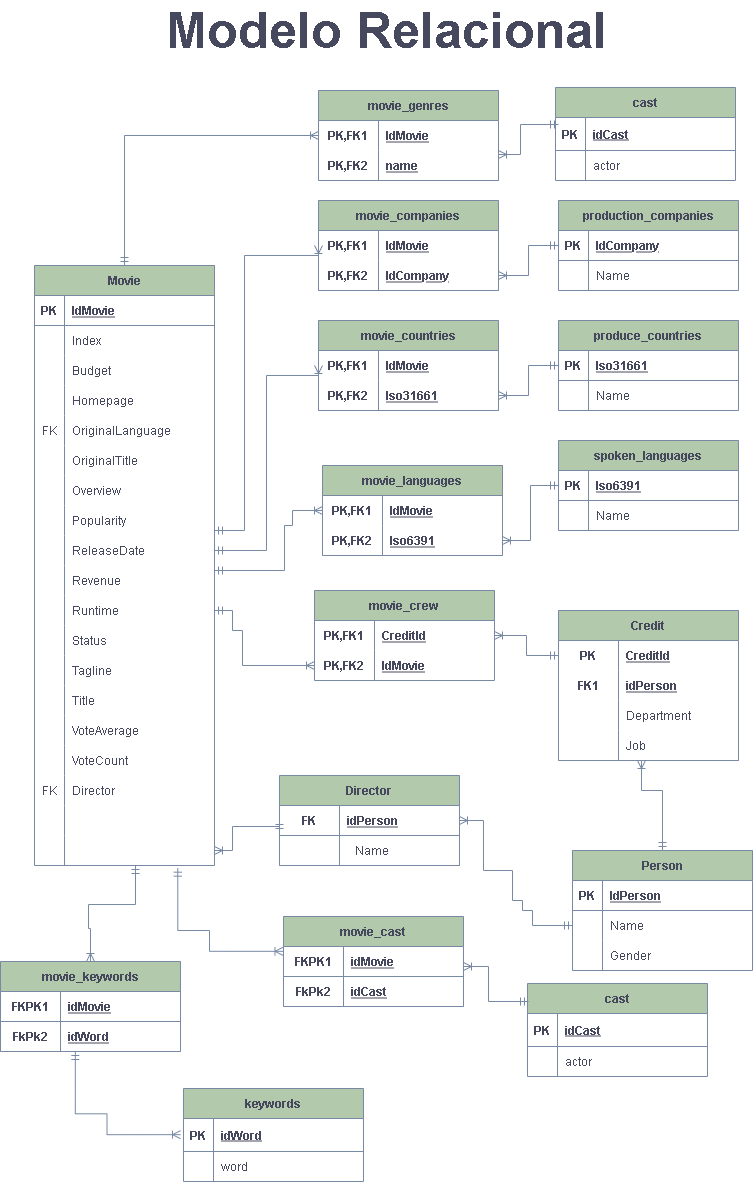 Modelo Relacional
movie_genres
PK,FK1 IdMovie
PK,FK2 name
cast
PK idCast
actor
movie_companies
PK,FK1 IdMovie
PK,FK2 IdCompany
production_companies
PK IdCompany
Name
Movie
PK IdMovie
Index
Budget
Homepage
FK OriginalLanguage
OriginalTitle
Overview
Popularity
ReleaseDate
Revenue
Runtime
Status
Tagline
Title
VoteAverage
VoteCount
FK Director
movie_countries
PK,FK1 IdMovie
PK,FK2 Iso31661
produce_countries
PK Iso31661
Name
movie_languages
PK,FK1 IdMovie
PK,FK2 Iso6391
spoken_languages
PK Iso6391
Name
movie_crew
PK,FK1 CreditId
PK,FK2 IdMovie
Credit
PK CreditId
FK1 idPerson
Department
Job
Director
FK idPerson
Name
Person
PK IdPerson
Name
Gender
movie_cast
FKPK1 idMovie
FkPk2 idCast
cast
PK idCast
actor
movie_keywords
FKPK1 idMovie
FkPk2 idWord
keywords
PK idWord
word